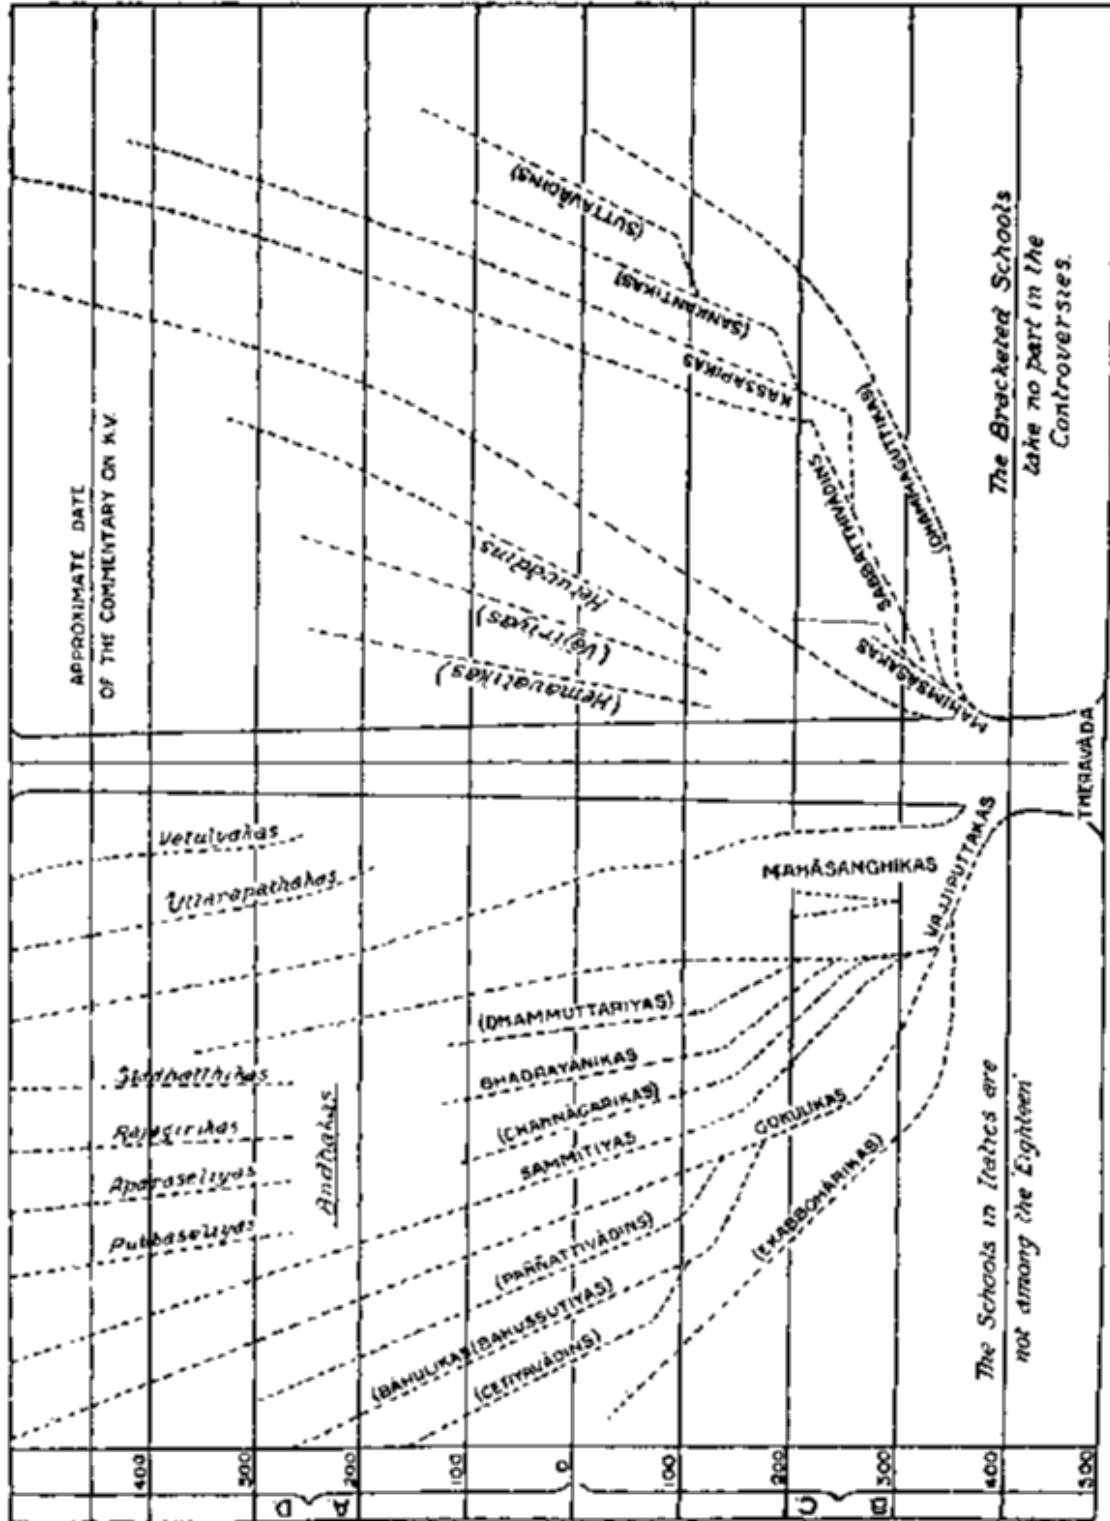 APPROXIMATE DATE
OF THE COMMENTARY ON K.V.
(SUTTAVĀDINS)
(SANKANTIKAS)
KASSAPIKAS
SABBATTHIVĀDINS
(DHAMMAGUTTIKAS)
MAHIMSĀSAKAS
Hetuvādins
(Vājiriyas)
(Hemavatikas)
The Bracketed Schools
take no part in the
Controversies.
THERAVĀDA
Vetulyakas
Uttarapathakas
MAHĀSANGHIKAS
VAJJIPUTTAKAS
(DHAMMUTTARIYAS)
BHADRAYĀNIKAS
(CHANNĀGARIKAS)
SAMMITIYAS
GOKULIKAS
(PAÑÑATTIVĀDINS)
(BAHULIKAS (BAHUSSUTIYAS)
(CETIYAVĀDINS)
(EKABBOHĀRIKAS)
Siddhatthikas
Rājagirikas
Aparaseliyas
Pubbaseliyas
Andhakas
The Schools in Italics are
not among the Eighteen
400
300
200
100
0
100
200
300
400
500
A. D
B. C